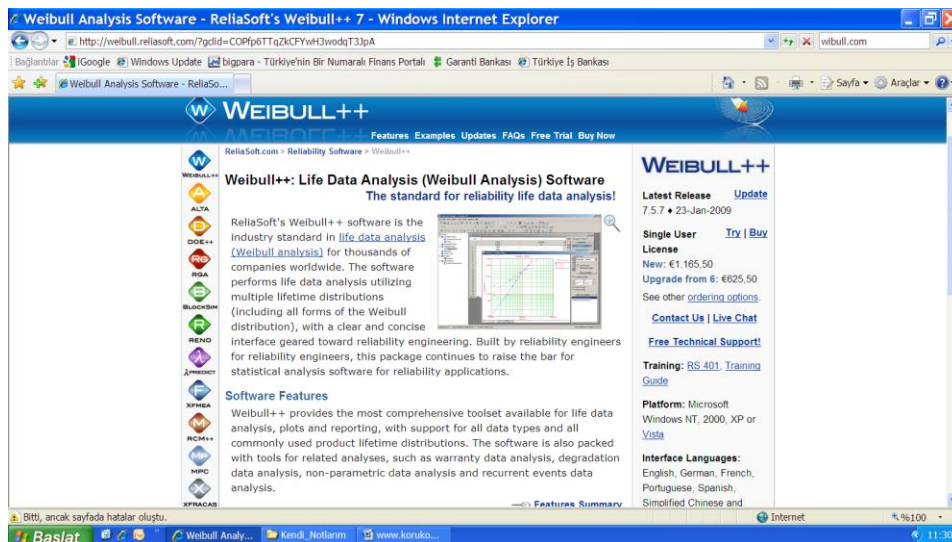 Weibull Analysis Software - ReliaSoft's Weibull++ 7 - Windows Internet Explorer
http://weibull.reliasoft.com/?gclid=COPfp6TTqZkCFYwH3wodqT3JpA
wibull.com
Bağlantılar iGoogle Windows Update bigpara - Türkiye'nin Bir Numaralı Finans Portalı Garanti Bankası Türkiye İş Bankası
Weibull Analysis Software - ReliaSo...
Sayfa Araçlar
WEIBULL++
Features Examples Updates FAQs Free Trial Buy Now
ReliaSoft.com > Reliability Software > Weibull++
WEIBULL++
ALTA
DOE++
RGA
BLOCKSIM
RENO
λPREDICT
XFMEA
RCM++
MPC
XFRACAS
Weibull++: Life Data Analysis (Weibull Analysis) Software
The standard for reliability life data analysis!
ReliaSoft's Weibull++ software is the
industry standard in life data analysis
(Weibull analysis) for thousands of
companies worldwide. The software
performs life data analysis utilizing
multiple lifetime distributions
(including all forms of the Weibull
distribution), with a clear and concise
interface geared toward reliability engineering. Built by reliability engineers
for reliability engineers, this package continues to raise the bar for
statistical analysis software for reliability applications.
Software Features
Weibull++ provides the most comprehensive toolset available for life data
analysis, plots and reporting, with support for all data types and all
commonly used product lifetime distributions. The software is also packed
with tools for related analyses, such as warranty data analysis, degradation
data analysis, non-parametric data analysis and recurrent events data
analysis.
Features Summary
WEIBULL++
Latest Release Update
7.5.7 ♦ 23-Jan-2009
Single User Try | Buy
License
New: €1.165,50
Upgrade from 6: €625,50
See other ordering options.
Contact Us | Live Chat
Free Technical Support!
Training: RS 401, Training
Guide
Platform: Microsoft
Windows NT, 2000, XP or
Vista
Interface Languages:
English, German, French,
Portuguese, Spanish,
Simplified Chinese and
Bitti, ancak sayfada hatalar oluştu.
Internet
%100
Başlat
Weibull Analy...
Kendi_Notlarım
www.koruko...
11:39